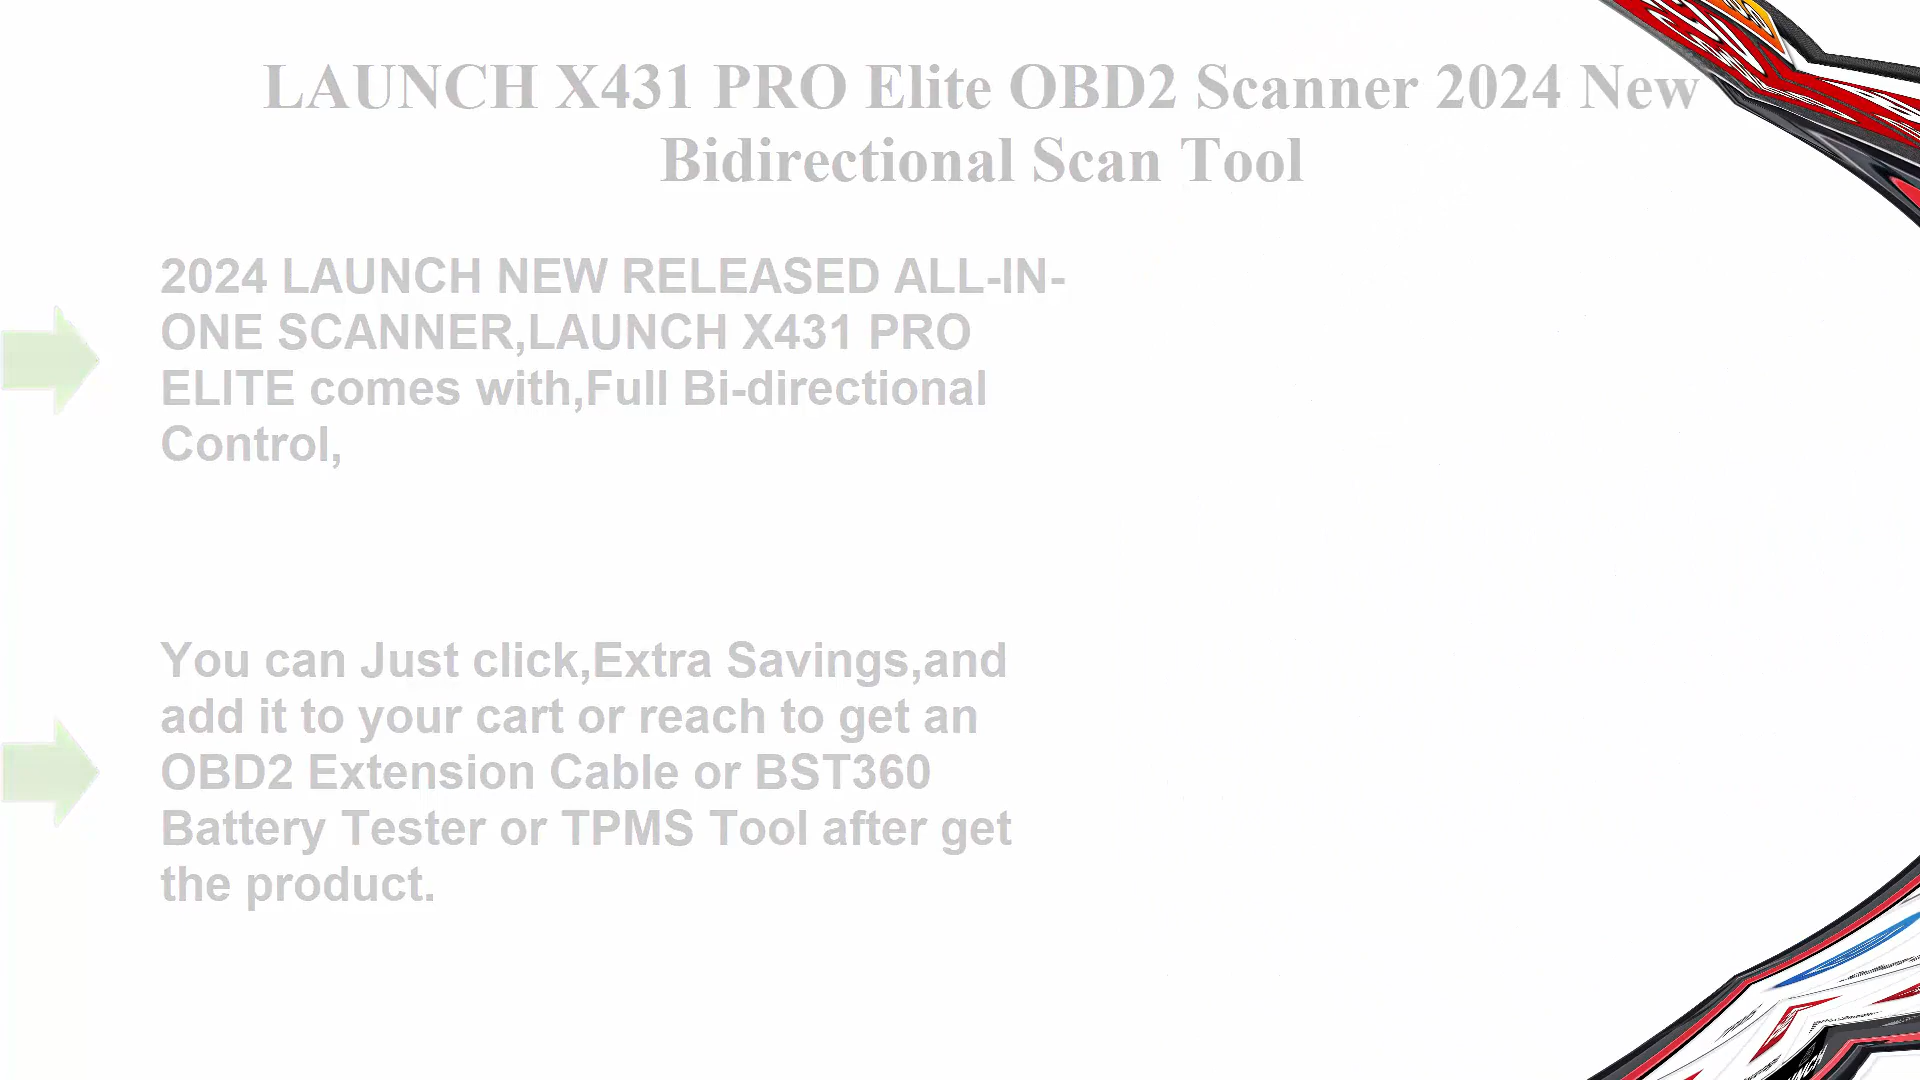 LAUNCH X431 PRO Elite OBD2 Scanner 2024 New
Bidirectional Scan Tool
2024 LAUNCH NEW RELEASED ALL-IN-
ONE SCANNER,LAUNCH X431 PRO
ELITE comes with,Full Bi-directional
Control,
You can Just click,Extra Savings,and
add it to your cart or reach to get an
OBD2 Extension Cable or BST360
Battery Tester or TPMS Tool after get
the product.